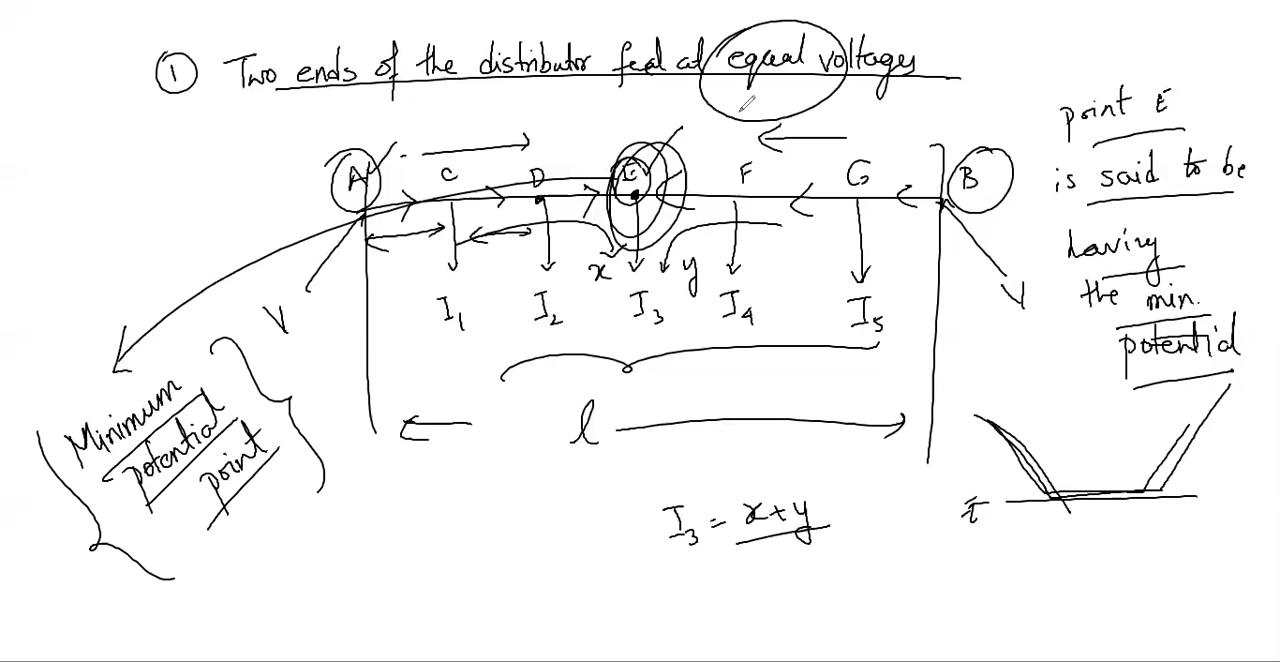 ① Two ends of the distributor feed at equal voltages
A C D E F G B
x y
I₁ I₂ I₃ I₄ I₅
V V
l
Minimum
potential
point
I₃ = x+y
point E
is said to be
having
the min.
potential